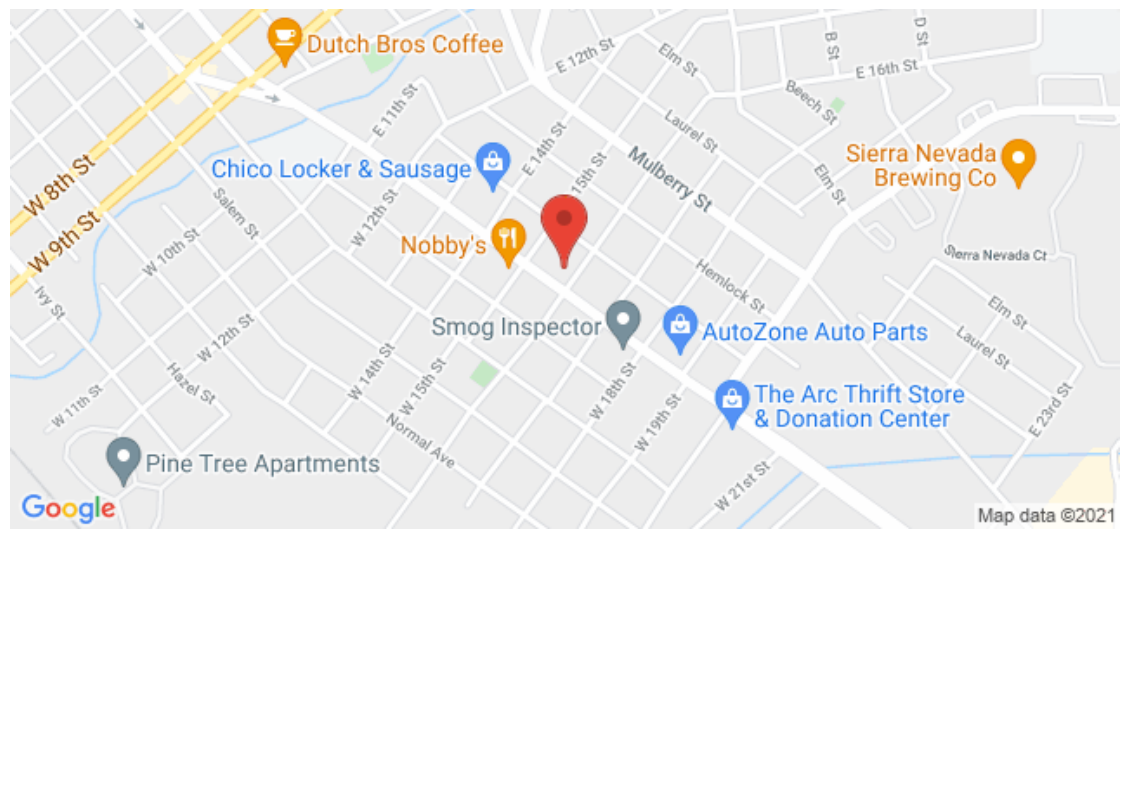 Dutch Bros Coffee
E 12th St
Elm St
B St
D St
E 16th St
Beech St
E 11th St
Laurel St
E 14th St
15th St
Mulberry St
Chico Locker & Sausage
Sierra Nevada
Brewing Co
W 8th St
W 9th St
Salem St
W 12th St
Elm St
W 10th St
Nobby's
Sierra Nevada Ct
Hemlock St
Ivy St
Elm St
Laurel St
W 12th St
Smog Inspector
AutoZone Auto Parts
Hazel St
W 14th St
W 15th St
W 18th St
W 19th St
The Arc Thrift Store
& Donation Center
E 23rd St
W 11th St
Normal Ave
Pine Tree Apartments
W 21st St
Google
Map data ©2021